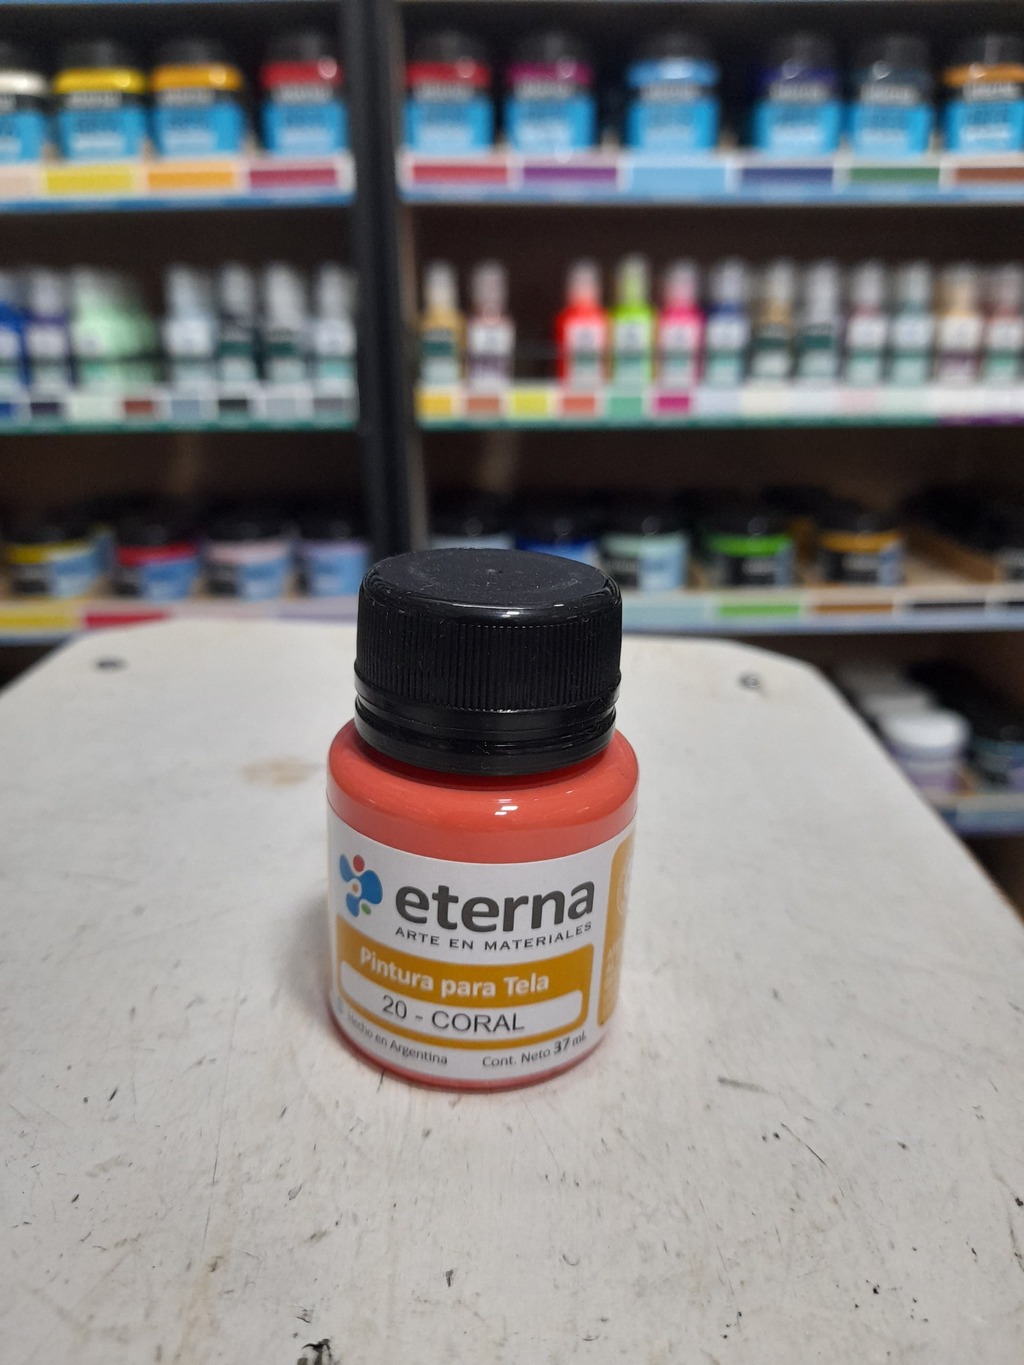 eterna
ARTE EN MATERIALES
Pintura para Tela
20 - CORAL
Hecho en Argentina
Cont. Neto 37 mL